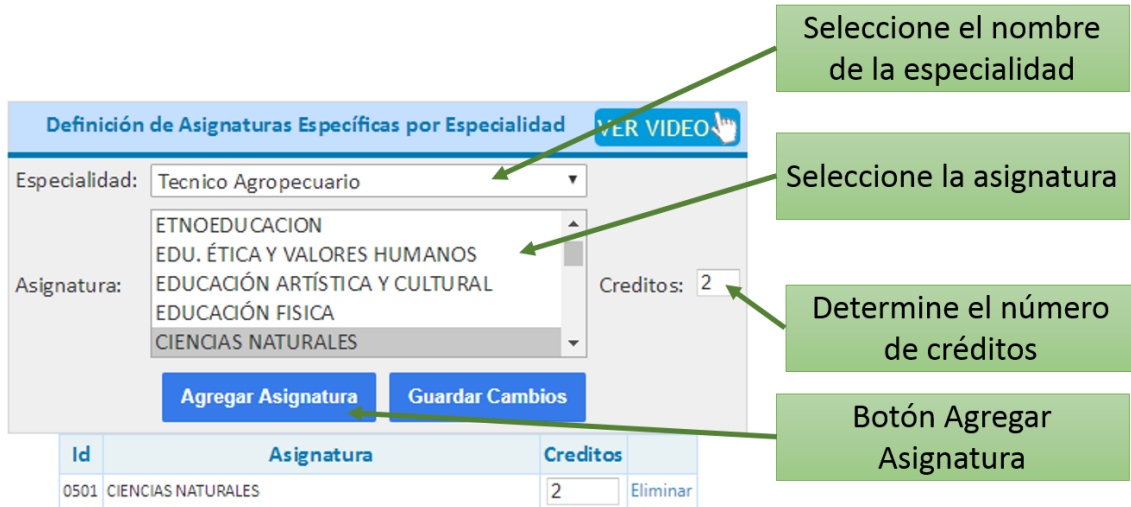 Seleccione el nombre
de la especialidad
Definición de Asignaturas Específicas por Especialidad
VER VIDEO
Especialidad:
Tecnico Agropecuario
Seleccione la asignatura
Asignatura:
ETNOEDUCACION
EDU. ÉTICA Y VALORES HUMANOS
EDUCACIÓN ARTÍSTICA Y CULTURAL
EDUCACIÓN FISICA
CIENCIAS NATURALES
Creditos: 2
Determine el número
de créditos
Agregar Asignatura
Guardar Cambios
Botón Agregar
Asignatura
Id Asignatura Creditos
0501 CIENCIAS NATURALES 2 Eliminar